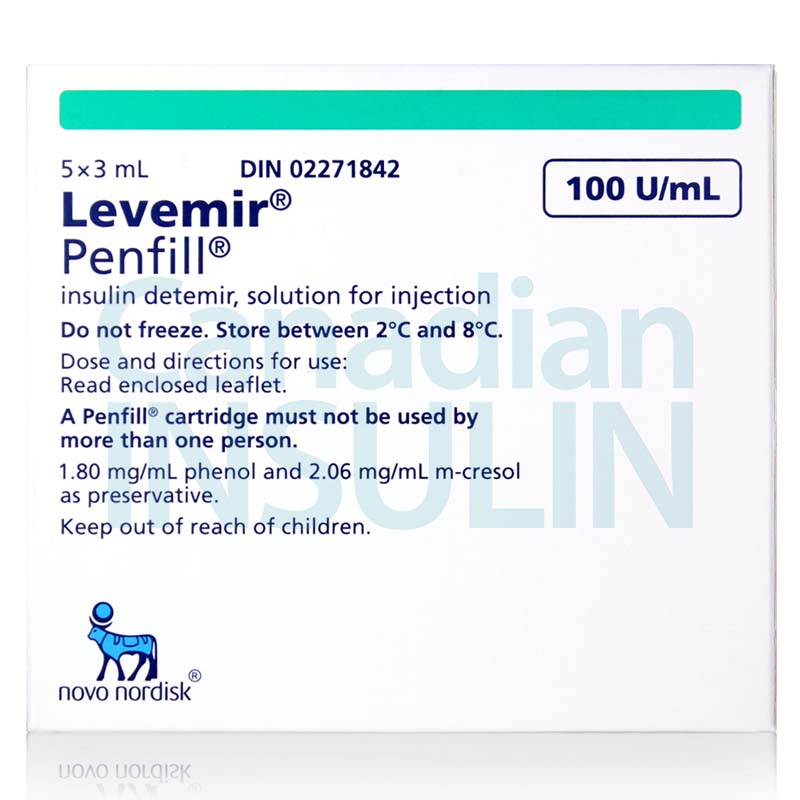 5 × 3 mL DIN 02271842
100 U/mL
Levemir®
Penfill®
insulin detemir, solution for injection
Do not freeze. Store between 2°C and 8°C.
Dose and directions for use:
Read enclosed leaflet.
A Penfill® cartridge must not be used by
more than one person.
1.80 mg/mL phenol and 2.06 mg/mL m-cresol
as preservative.
Keep out of reach of children.
Canadian
INSULIN
novo nordisk®